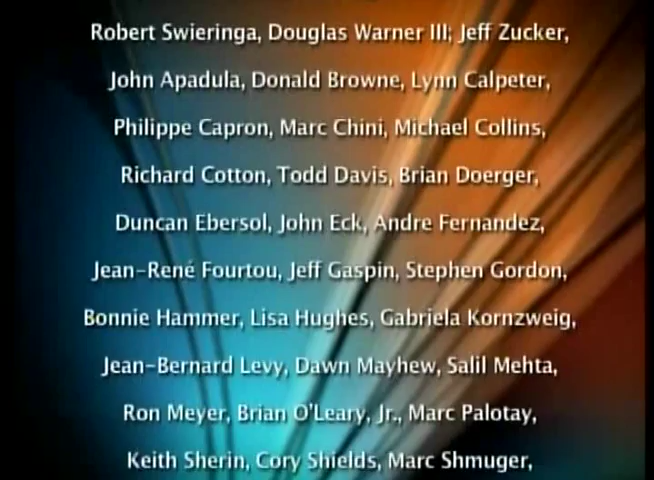 Robert Swieringa, Douglas Warner III; Jeff Zucker,
John Apadula, Donald Browne, Lynn Calpeter,
Philippe Capron, Marc Chini, Michael Collins,
Richard Cotton, Todd Davis, Brian Doerger,
Duncan Ebersol, John Eck, Andre Fernandez,
Jean-René Fourtou, Jeff Gaspin, Stephen Gordon,
Bonnie Hammer, Lisa Hughes, Gabriela Kornzweig,
Jean-Bernard Levy, Dawn Mayhew, Salil Mehta,
Ron Meyer, Brian O'Leary, Jr., Marc Palotay,
Keith Sherin, Cory Shields, Marc Shmuger,